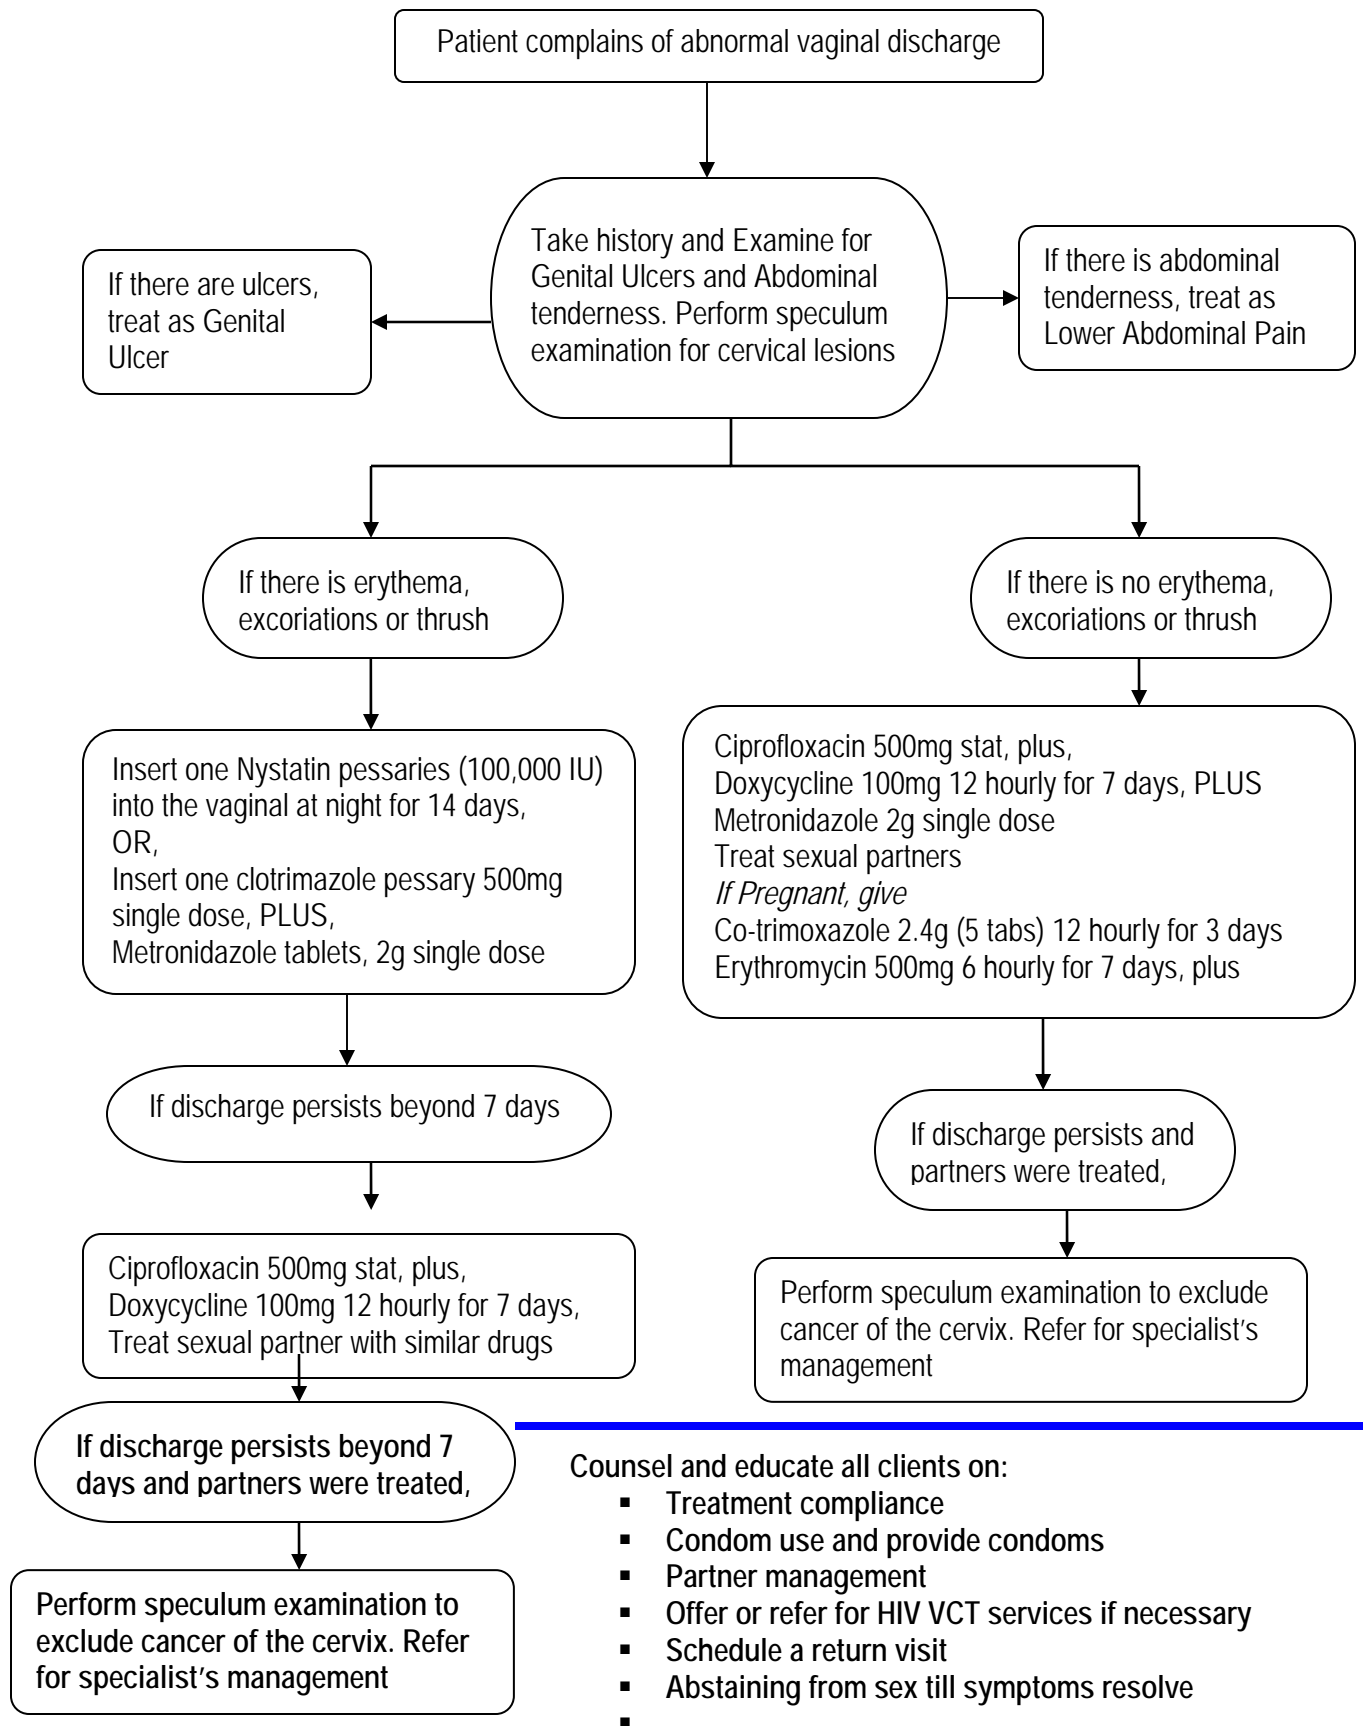 Patient complains of abnormal vaginal discharge
Take history and Examine for
Genital Ulcers and Abdominal
tenderness. Perform speculum
examination for cervical lesions
If there are ulcers,
treat as Genital
Ulcer
If there is abdominal
tenderness, treat as
Lower Abdominal Pain
If there is erythema,
excoriations or thrush
If there is no erythema,
excoriations or thrush
Insert one Nystatin pessaries (100,000 IU)
into the vaginal at night for 14 days,
OR,
Insert one clotrimazole pessary 500mg
single dose, PLUS,
Metronidazole tablets, 2g single dose
Ciprofloxacin 500mg stat, plus,
Doxycycline 100mg 12 hourly for 7 days, PLUS
Metronidazole 2g single dose
Treat sexual partners
If Pregnant, give
Co-trimoxazole 2.4g (5 tabs) 12 hourly for 3 days
Erythromycin 500mg 6 hourly for 7 days, plus
If discharge persists beyond 7 days
If discharge persists and
partners were treated,
Ciprofloxacin 500mg stat, plus,
Doxycycline 100mg 12 hourly for 7 days,
Treat sexual partner with similar drugs
Perform speculum examination to exclude
cancer of the cervix. Refer for specialist's
management
If discharge persists beyond 7
days and partners were treated,
Perform speculum examination to
exclude cancer of the cervix. Refer
for specialist's management
Counsel and educate all clients on:
▪ Treatment compliance
▪ Condom use and provide condoms
▪ Partner management
▪ Offer or refer for HIV VCT services if necessary
▪ Schedule a return visit
▪ Abstaining from sex till symptoms resolve
▪